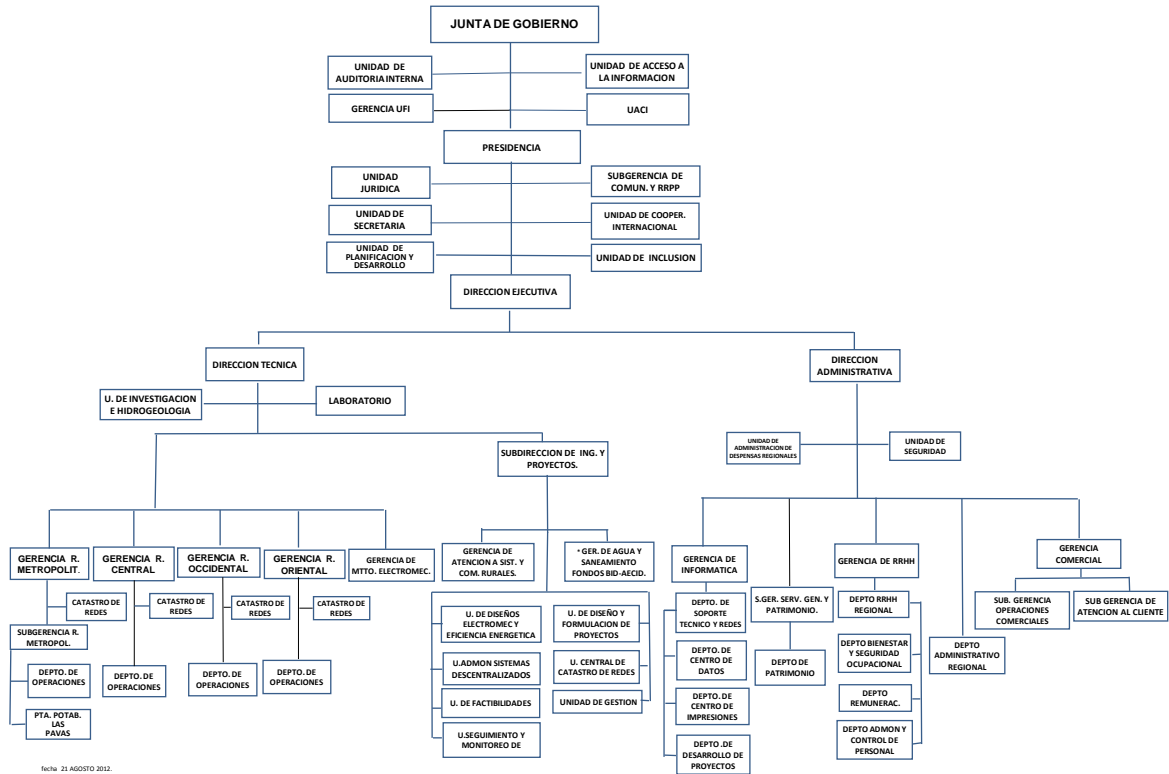 JUNTA DE GOBIERNO
UNIDAD DE
AUDITORIA INTERNA
UNIDAD DE ACCESO A
LA INFORMACION
GERENCIA UFI
UACI
PRESIDENCIA
UNIDAD
JURIDICA
SUBGERENCIA DE
COMUN. Y RRPP
UNIDAD DE
SECRETARIA
UNIDAD DE COOPER.
INTERNACIONAL
UNIDAD DE
PLANIFICACION Y
DESARROLLO
UNIDAD DE INCLUSION
DIRECCION EJECUTIVA
DIRECCION TECNICA
DIRECCION
ADMINISTRATIVA
U. DE INVESTIGACION
E HIDROGEOLOGIA
LABORATORIO
UNIDAD DE
ADMINISTRACION DE
DESPENSAS REGIONALES
UNIDAD DE
SEGURIDAD
SUBDIRECCION DE ING. Y
PROYECTOS.
GERENCIA R.
METROPOLIT.
GERENCIA R.
CENTRAL
GERENCIA R.
OCCIDENTAL
GERENCIA R.
ORIENTAL
GERENCIA DE
MTTO. ELECTROMEC.
GERENCIA DE
ATENCION A SIST. Y
COM. RURALES.
* GER. DE AGUA Y
SANEAMIENTO
FONDOS BID-AECID.
GERENCIA DE
INFORMATICA
S.GER. SERV. GEN. Y
PATRIMONIO.
GERENCIA DE RRHH
GERENCIA
COMERCIAL
CATASTRO DE
REDES
CATASTRO DE
REDES
CATASTRO DE
REDES
CATASTRO DE
REDES
SUBGERENCIA R.
METROPOL.
DEPTO. DE
OPERACIONES
DEPTO. DE
OPERACIONES
DEPTO. DE
OPERACIONES
DEPTO. DE
OPERACIONES
PTA. POTAB.
LAS
PAVAS
U. DE DISEÑOS
ELECTROMEC Y
EFICIENCIA ENERGETICA
U. DE DISEÑO Y
FORMULACION DE
PROYECTOS
U.ADMON SISTEMAS
DESCENTRALIZADOS
U. CENTRAL DE
CATASTRO DE REDES
U. DE FACTIBILIDADES
UNIDAD DE GESTION
U.SEGUIMIENTO Y
MONITOREO DE
DEPTO. DE
SOPORTE
TECNICO Y REDES
DEPTO. DE
CENTRO DE
DATOS
DEPTO. DE
CENTRO DE
IMPRESIONES
DEPTO .DE
DESARROLLO DE
PROYECTOS
DEPTO DE
PATRIMONIO
DEPTO RRHH
REGIONAL
DEPTO BIENESTAR
Y SEGURIDAD
OCUPACIONAL
DEPTO
REMUNERAC.
DEPTO ADMON Y
CONTROL DE
PERSONAL
DEPTO
ADMINISTRATIVO
REGIONAL
SUB. GERENCIA
OPERACIONES
COMERCIALES
SUB GERENCIA DE
ATENCION AL CLIENTE
fecha 21 AGOSTO 2012.